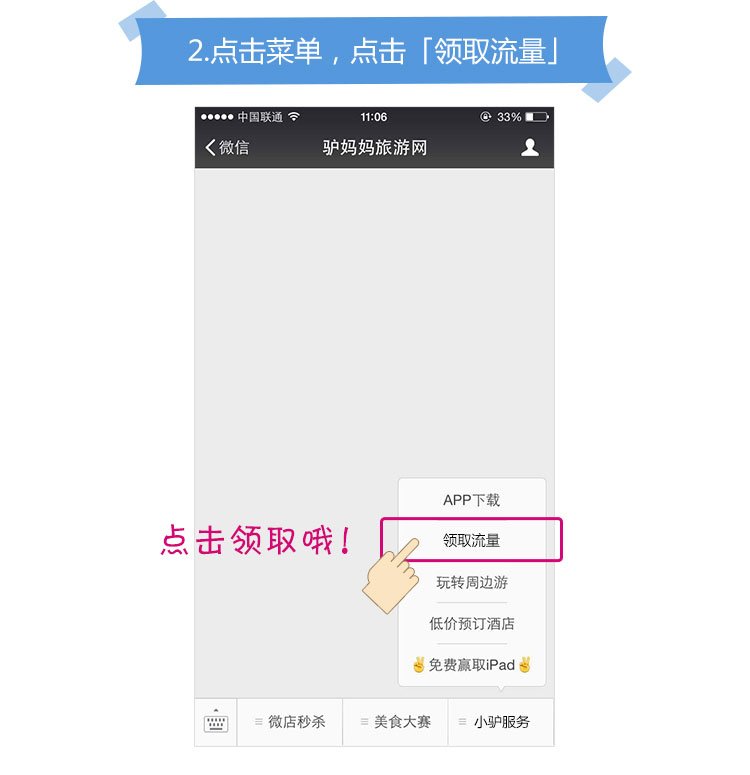 2.点击菜单，点击「领取流量」
中国联通 11:06 33%
微信 驴妈妈旅游网
APP下载
点击领取哦！ 领取流量
玩转周边游
低价预订酒店
✌免费赢取iPad✌
微店秒杀 美食大赛 小驴服务